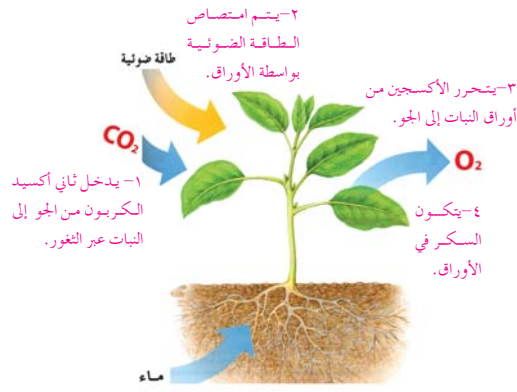 ٢-يتم امتصاص
الطاقة الضوئية
بواسطة الأوراق.
طاقة ضوئية
٣-يتحرر الأكسجين من
أوراق النبات إلى الجو.
CO₂
O₂
١- يدخل ثاني أكسيد
الكربون من الجو إلى
النبات عبر الثغور.
٤-يتكون
السكر في
الأوراق.
ماء